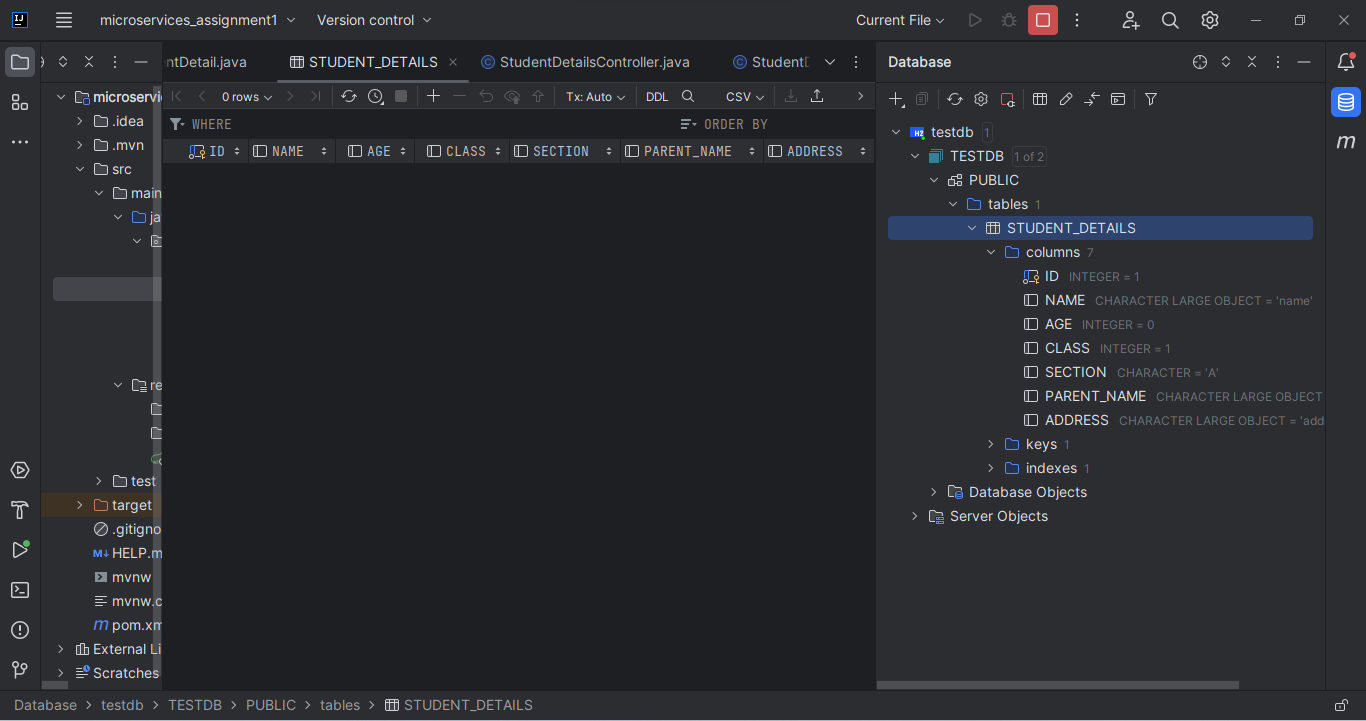 microservices_assignment1 Version control Current File
ntDetail.java STUDENT_DETAILS StudentDetailsController.java Student
0 rows Tx: Auto DDL CSV
WHERE ORDER BY
ID NAME AGE CLASS SECTION PARENT_NAME ADDRESS
microservi
.idea
.mvn
src
main
ja
re
test
target
.gitigno
HELP.m
mvnw
mvnw.c
pom.xm
External Li
Scratches
Database
testdb 1
TESTDB 1 of 2
PUBLIC
tables 1
STUDENT_DETAILS
columns 7
ID INTEGER = 1
NAME CHARACTER LARGE OBJECT = 'name'
AGE INTEGER = 0
CLASS INTEGER = 1
SECTION CHARACTER = 'A'
PARENT_NAME CHARACTER LARGE OBJECT
ADDRESS CHARACTER LARGE OBJECT = 'add
keys 1
indexes 1
Database Objects
Server Objects
Database > testdb > TESTDB > PUBLIC > tables > STUDENT_DETAILS